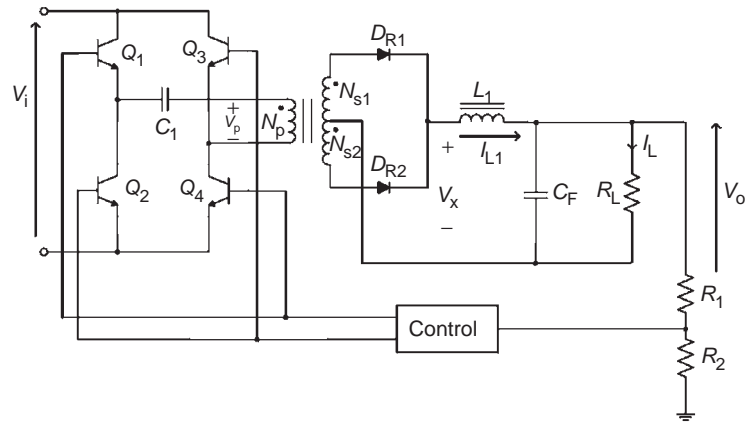 Q1
Q3
Vi
C1
+
Vp
−
Np
Ns1
Ns2
DR1
DR2
+
Vx
−
L1
IL1
CF
IL
RL
Vo
Q2
Q4
R1
Control
R2